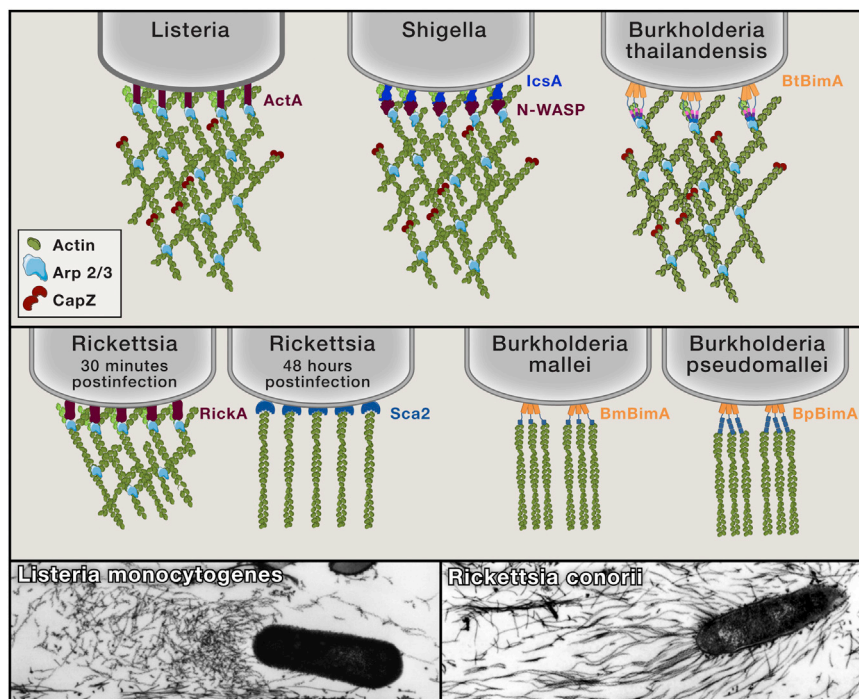 Listeria
Shigella
Burkholderia
thailandensis
ActA
IcsA
N-WASP
BtBimA
Actin
Arp 2/3
CapZ
Rickettsia
30 minutes
postinfection
Rickettsia
48 hours
postinfection
Burkholderia
mallei
Burkholderia
pseudomallei
RickA
Sca2
BmBimA
BpBimA
Listeria monocytogenes
Rickettsia conorii